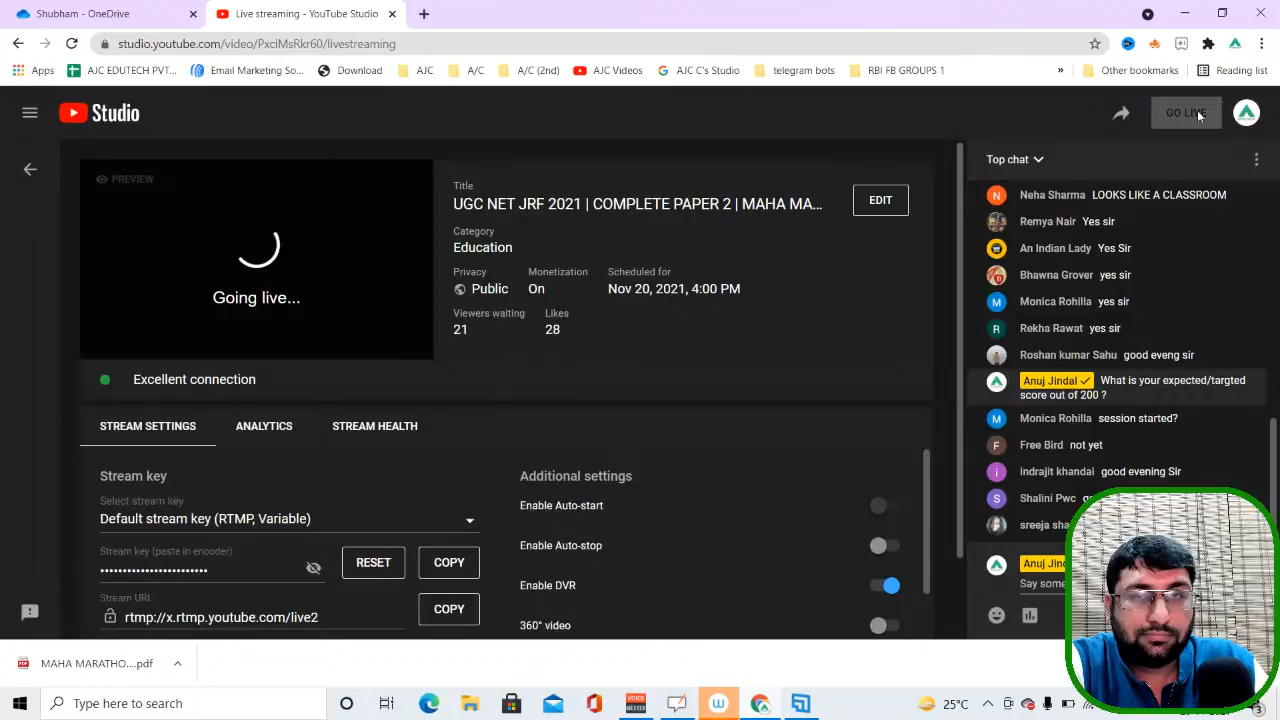 Shubham - OneDrive
Live streaming - YouTube Studio
studio.youtube.com/video/PxciMsRkr60/livestreaming
Apps
AJC EDUTECH PVT...
Email Marketing So...
Download
AJC
A/C
A/C (2nd)
AJC Videos
AJC C's Studio
telegram bots
RBI FB GROUPS 1
»
Other bookmarks
Reading list
Studio
GO LIVE
PREVIEW
Going live...
Title
UGC NET JRF 2021 | COMPLETE PAPER 2 | MAHA MA...
EDIT
Category
Education
Privacy
Monetization
Scheduled for
Public
On
Nov 20, 2021, 4:00 PM
Viewers waiting
Likes
21
28
Excellent connection
STREAM SETTINGS
ANALYTICS
STREAM HEALTH
Stream key
Select stream key
Default stream key (RTMP, Variable)
Stream key (paste in encoder)
RESET
COPY
Stream URL
rtmp://x.rtmp.youtube.com/live2
COPY
Additional settings
Enable Auto-start
Enable Auto-stop
Enable DVR
360° video
Top chat
N Neha Sharma LOOKS LIKE A CLASSROOM
Remya Nair Yes sir
An Indian Lady Yes Sir
Bhawna Grover yes sir
M Monica Rohilla yes sir
R Rekha Rawat yes sir
Roshan kumar Sahu good eveng sir
Anuj Jindal What is your expected/targted
score out of 200 ?
M Monica Rohilla session started?
F Free Bird not yet
i indrajit khandai good evening Sir
S Shalini Pwc
sreeja
Anuj
Say
MAHA MARATHO....pdf
Type here to search
25°C
3